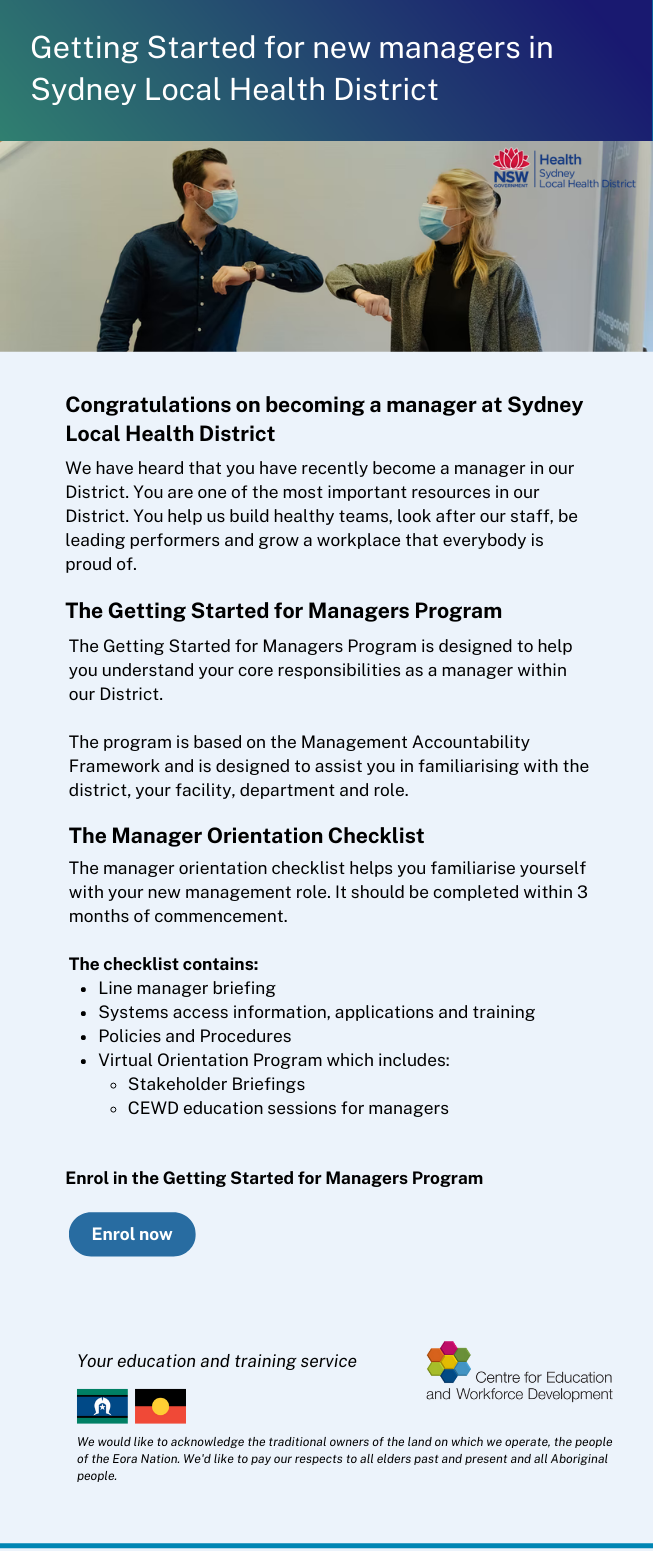 Getting Started for new managers in
Sydney Local Health District
NSW
GOVERNMENT
Health
Sydney
Local Health District
Congratulations on becoming a manager at Sydney
Local Health District
We have heard that you have recently become a manager in our
District. You are one of the most important resources in our
District. You help us build healthy teams, look after our staff, be
leading performers and grow a workplace that everybody is
proud of.
The Getting Started for Managers Program
The Getting Started for Managers Program is designed to help
you understand your core responsibilities as a manager within
our District.
The program is based on the Management Accountability
Framework and is designed to assist you in familiarising with the
district, your facility, department and role.
The Manager Orientation Checklist
The manager orientation checklist helps you familiarise yourself
with your new management role. It should be completed within 3
months of commencement.
The checklist contains:
• Line manager briefing
• Systems access information, applications and training
• Policies and Procedures
• Virtual Orientation Program which includes:
◦ Stakeholder Briefings
◦ CEWD education sessions for managers
Enrol in the Getting Started for Managers Program
Enrol now
Your education and training service
Centre for Education
and Workforce Development
We would like to acknowledge the traditional owners of the land on which we operate, the people
of the Eora Nation. We'd like to pay our respects to all elders past and present and all Aboriginal
people.